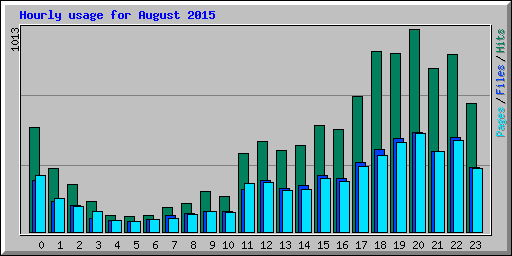 Hourly usage for August 2015
1013
Pages / Files / Hits
0 1 2 3 4 5 6 7 8 9 10 11 12 13 14 15 16 17 18 19 20 21 22 23